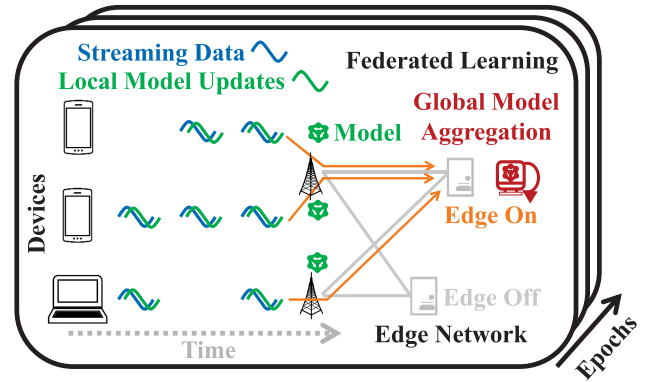 Streaming Data
Local Model Updates
Federated Learning
Global Model
Aggregation
Model
Devices
Edge On
Edge Off
Time
Edge Network
Epochs